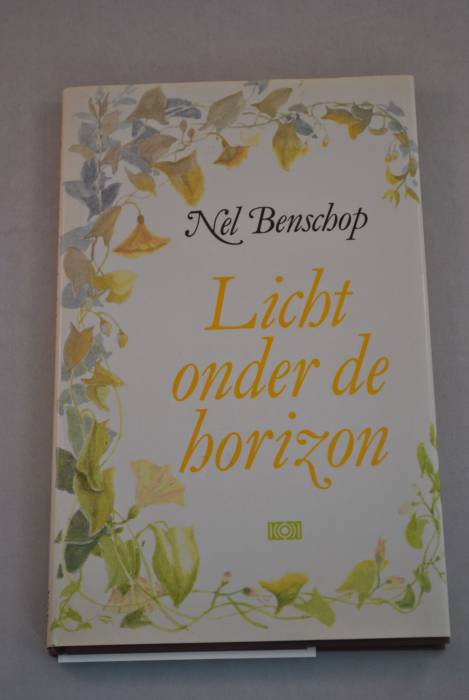 Nel Benschop
Licht
onder de
horizon